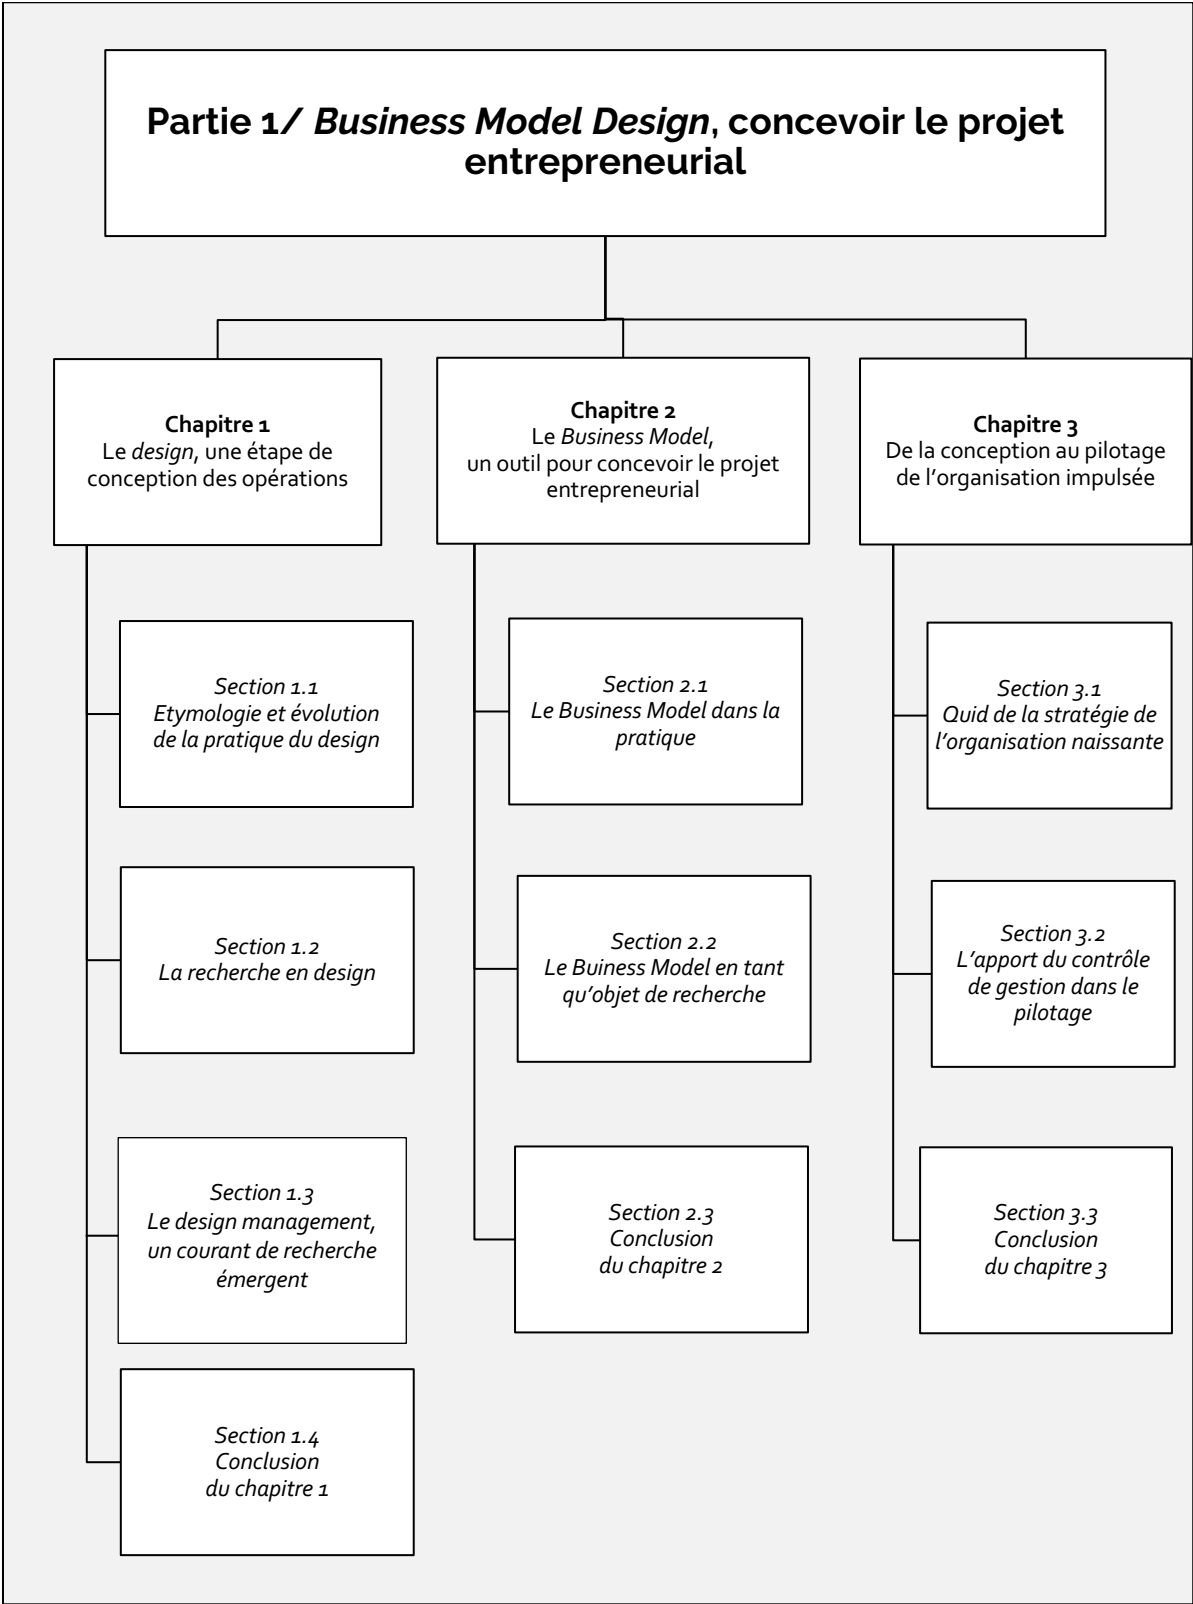 Partie 1/ Business Model Design, concevoir le projet
entrepreneurial
Chapitre 1
Le design, une étape de
conception des opérations
Section 1.1
Etymologie et évolution
de la pratique du design
Section 1.2
La recherche en design
Section 1.3
Le design management,
un courant de recherche
émergent
Section 1.4
Conclusion
du chapitre 1
Chapitre 2
Le Business Model,
un outil pour concevoir le projet
entrepreneurial
Section 2.1
Le Business Model dans la
pratique
Section 2.2
Le Buiness Model en tant
qu’objet de recherche
Section 2.3
Conclusion
du chapitre 2
Chapitre 3
De la conception au pilotage
de l’organisation impulsée
Section 3.1
Quid de la stratégie de
l’organisation naissante
Section 3.2
L’apport du contrôle
de gestion dans le
pilotage
Section 3.3
Conclusion
du chapitre 3